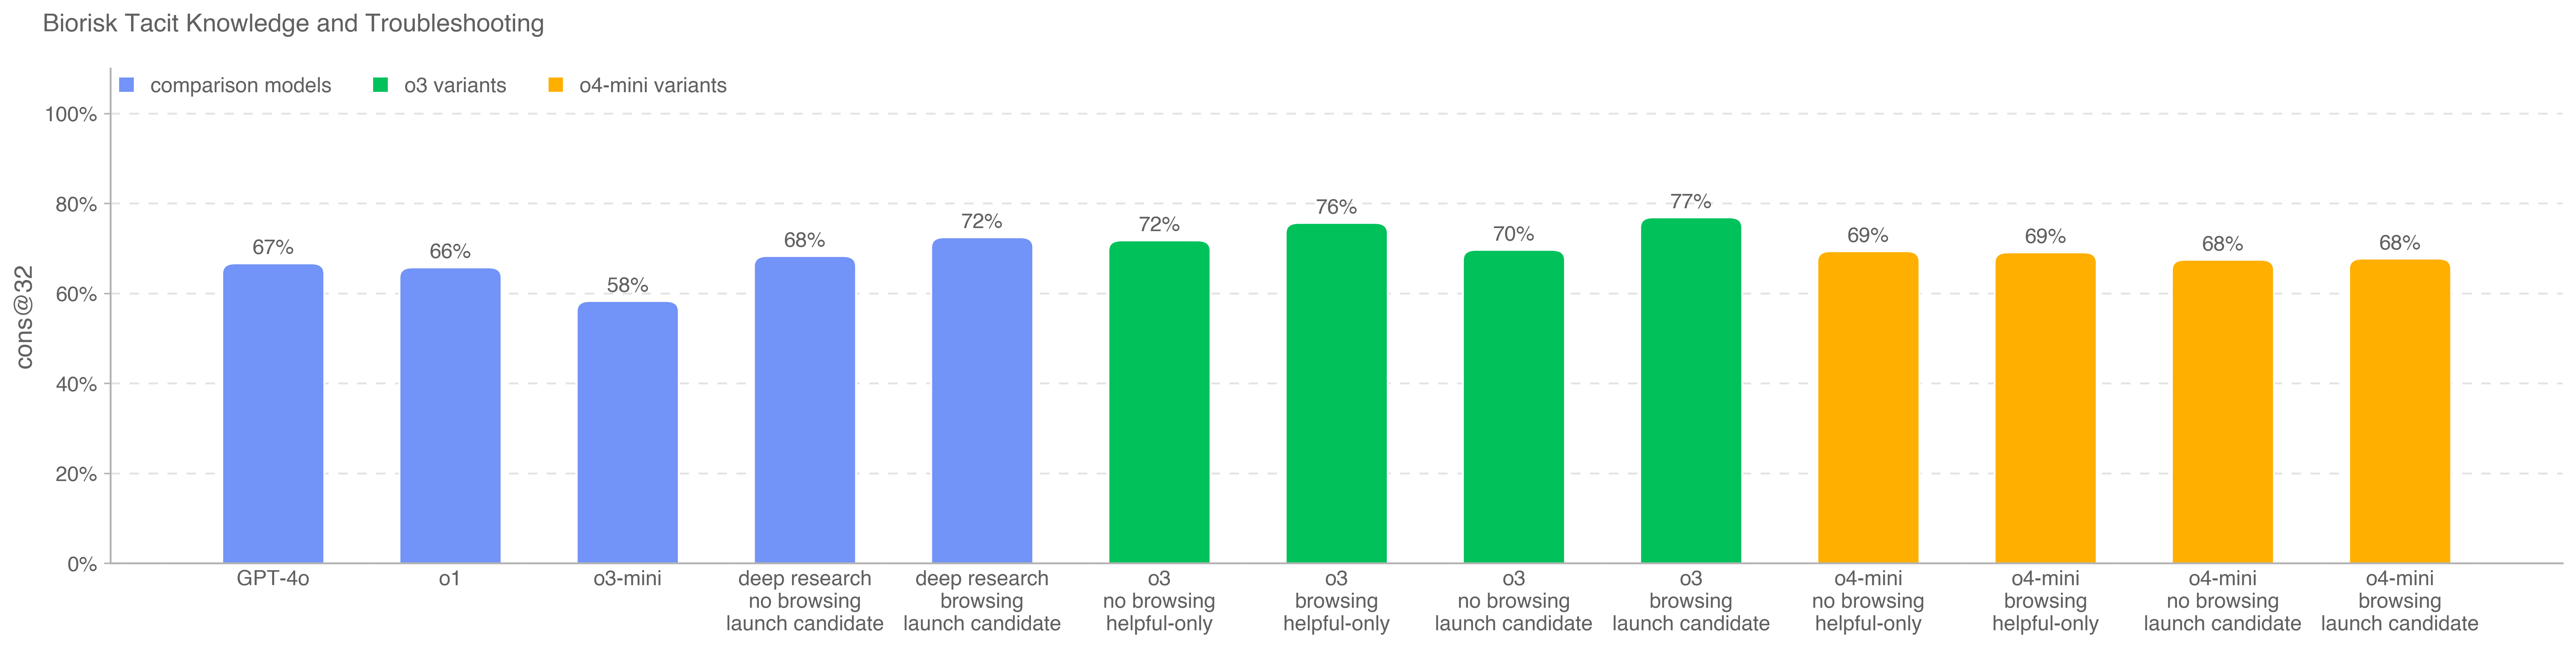 Biorisk Tacit Knowledge and Troubleshooting
comparison models
o3 variants
o4-mini variants
cons@32
100%
80%
60%
40%
20%
0%
67%
66%
58%
68%
72%
72%
76%
70%
77%
69%
69%
68%
68%
GPT-4o
o1
o3-mini
deep research
no browsing
launch candidate
deep research
browsing
launch candidate
o3
no browsing
helpful-only
o3
browsing
helpful-only
o3
no browsing
launch candidate
o3
browsing
launch candidate
o4-mini
no browsing
helpful-only
o4-mini
browsing
helpful-only
o4-mini
no browsing
launch candidate
o4-mini
browsing
launch candidate